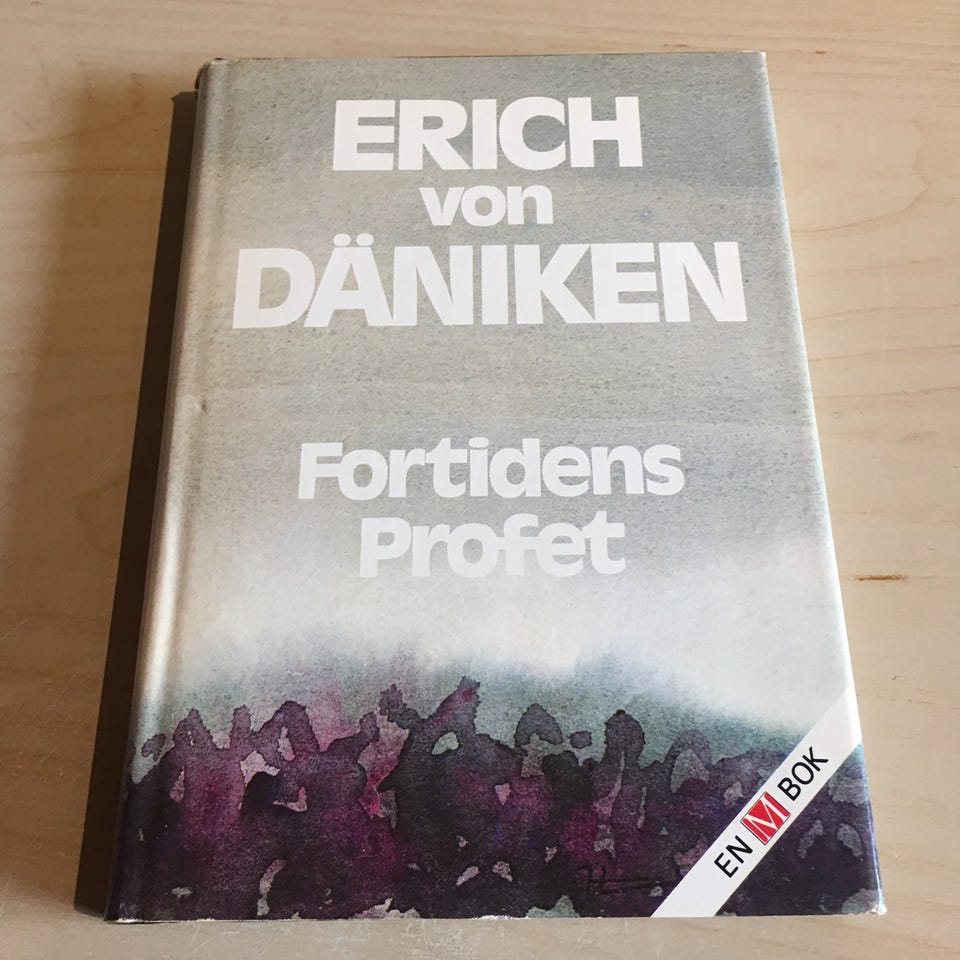 ERICH
von
DÄNIKEN
Fortidens
Profet
EN M BOK